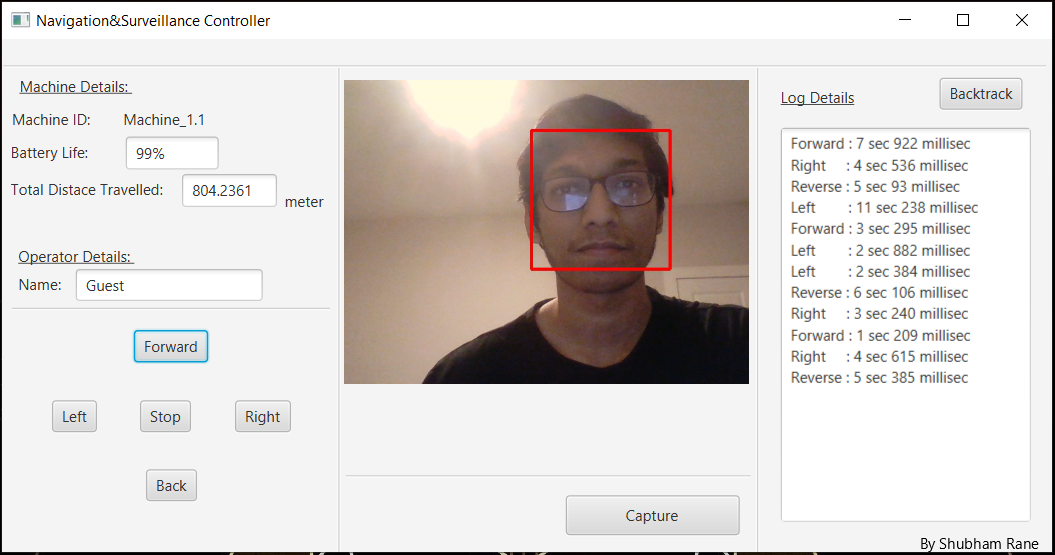 Navigation&Surveillance Controller
Machine Details:
Machine ID: Machine_1.1
Battery Life: 99%
Total Distace Travelled: 804.2361 meter
Operator Details:
Name: Guest
Forward
Left Stop Right
Back
Capture
Log Details Backtrack
Forward : 7 sec 922 millisec
Right : 4 sec 536 millisec
Reverse : 5 sec 93 millisec
Left : 11 sec 238 millisec
Forward : 3 sec 295 millisec
Left : 2 sec 882 millisec
Left : 2 sec 384 millisec
Reverse : 6 sec 106 millisec
Right : 3 sec 240 millisec
Forward : 1 sec 209 millisec
Right : 4 sec 615 millisec
Reverse : 5 sec 385 millisec
By Shubham Rane